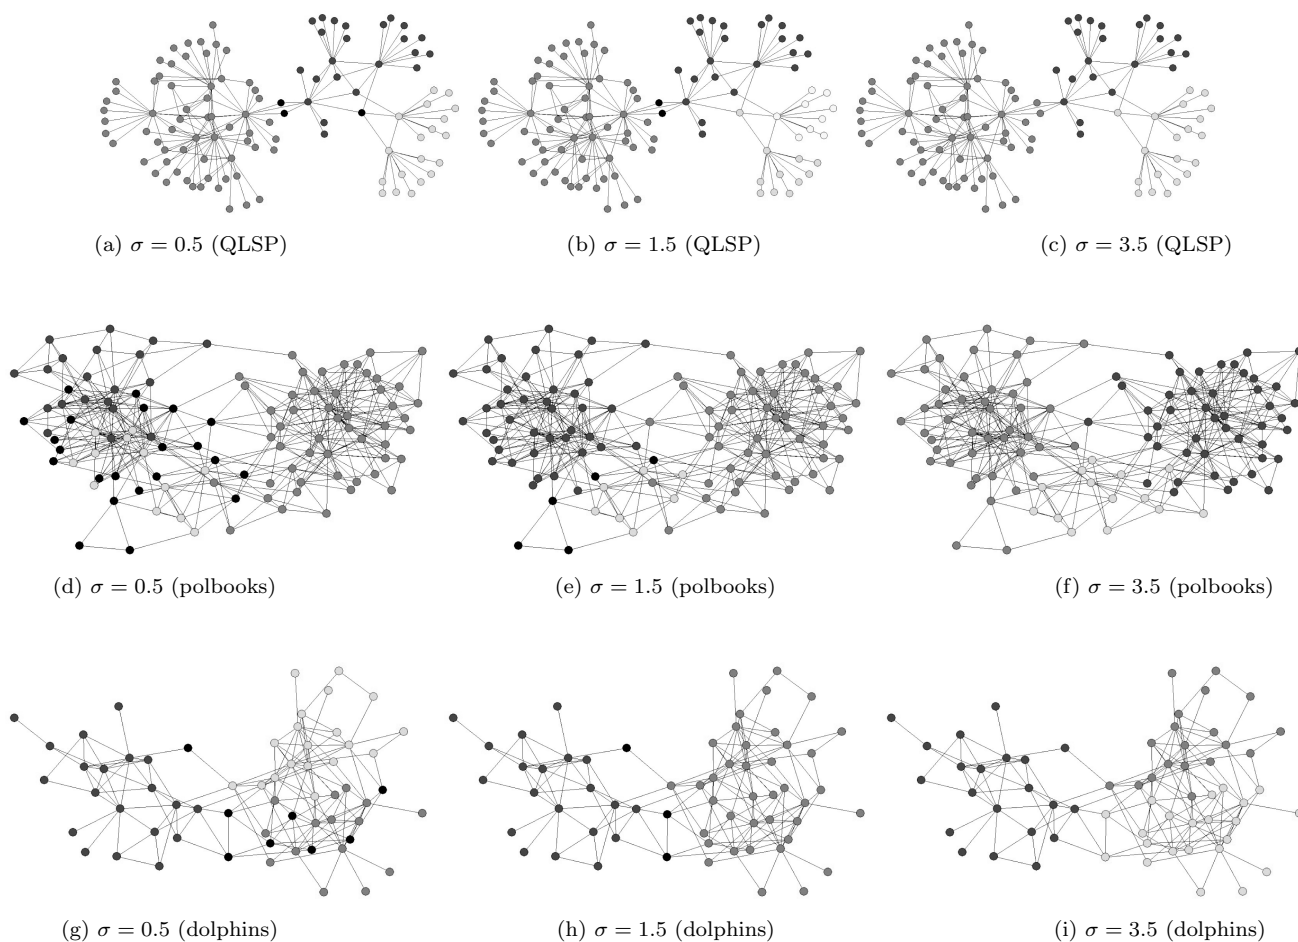 (a) σ = 0.5 (QLSP)
(b) σ = 1.5 (QLSP)
(c) σ = 3.5 (QLSP)
(d) σ = 0.5 (polbooks)
(e) σ = 1.5 (polbooks)
(f) σ = 3.5 (polbooks)
(g) σ = 0.5 (dolphins)
(h) σ = 1.5 (dolphins)
(i) σ = 3.5 (dolphins)